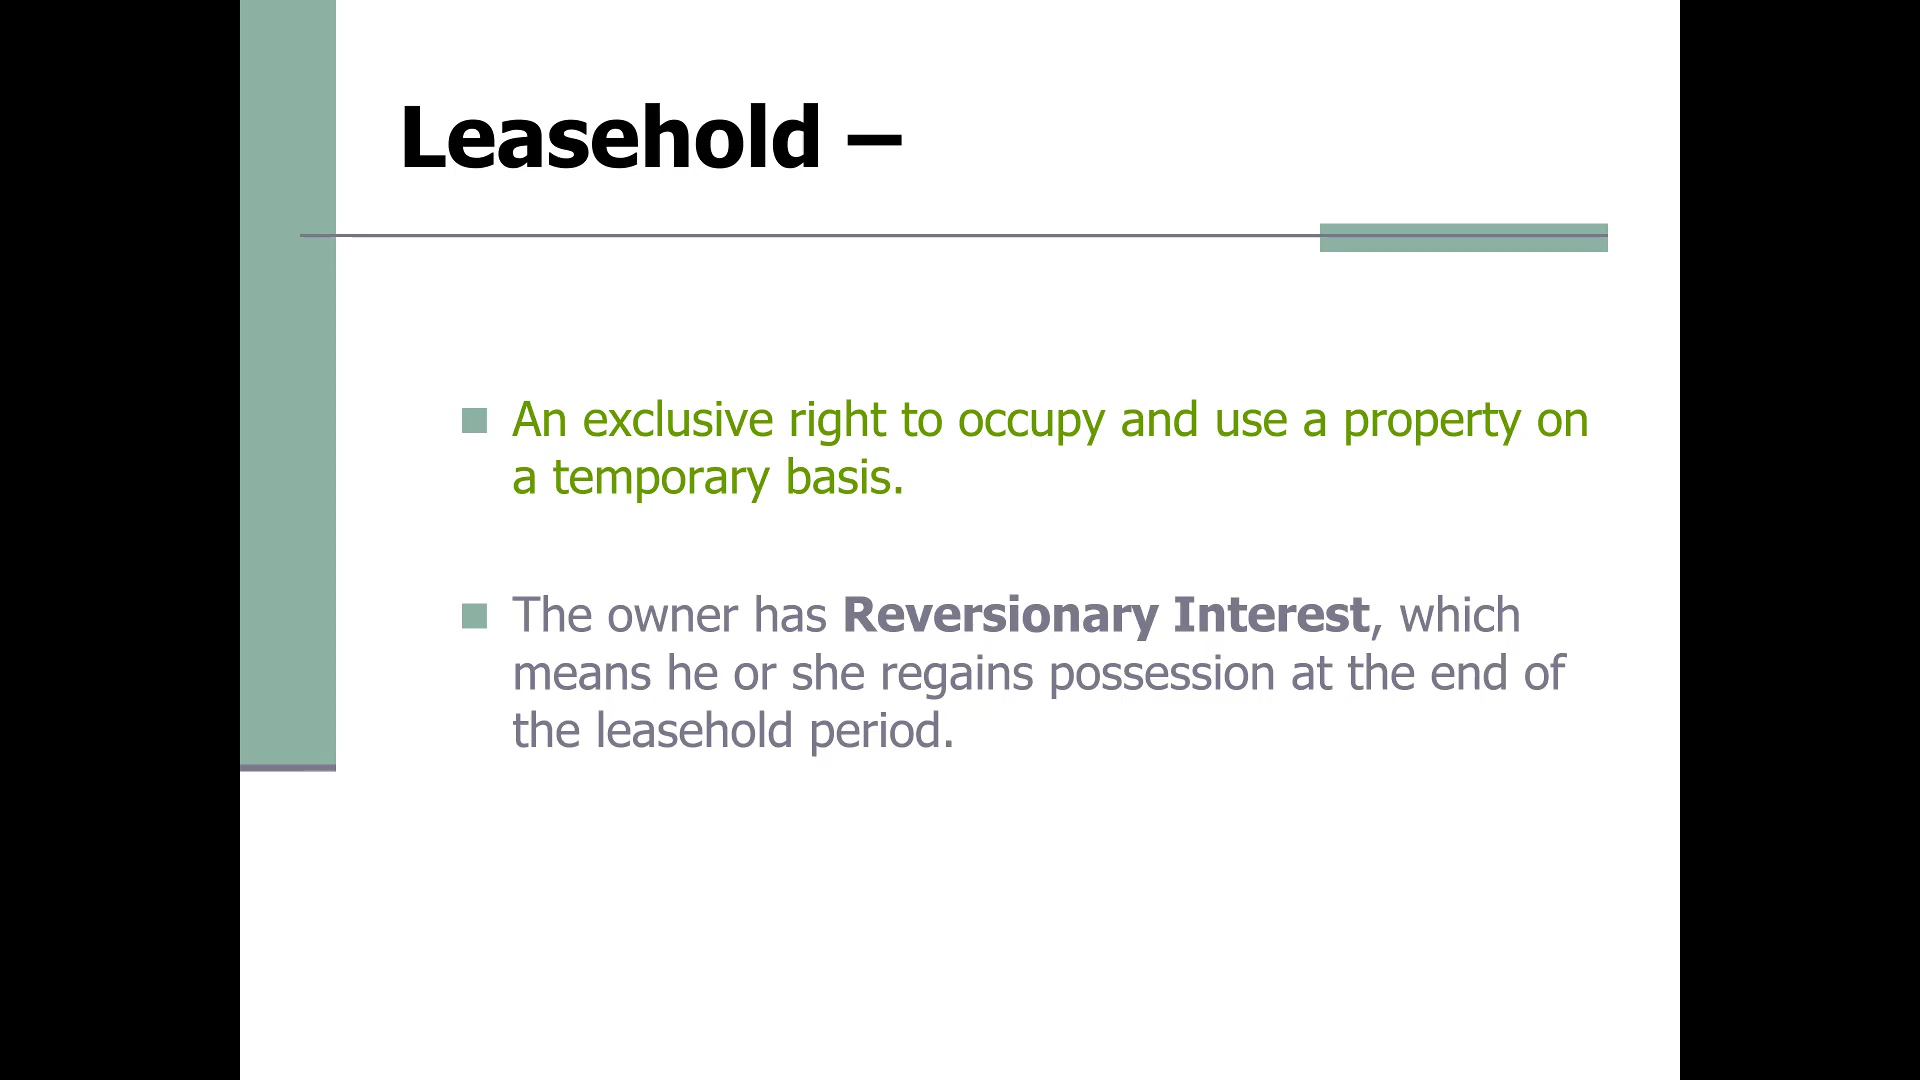 Leasehold –
An exclusive right to occupy and use a property on
a temporary basis.
The owner has Reversionary Interest, which
means he or she regains possession at the end of
the leasehold period.